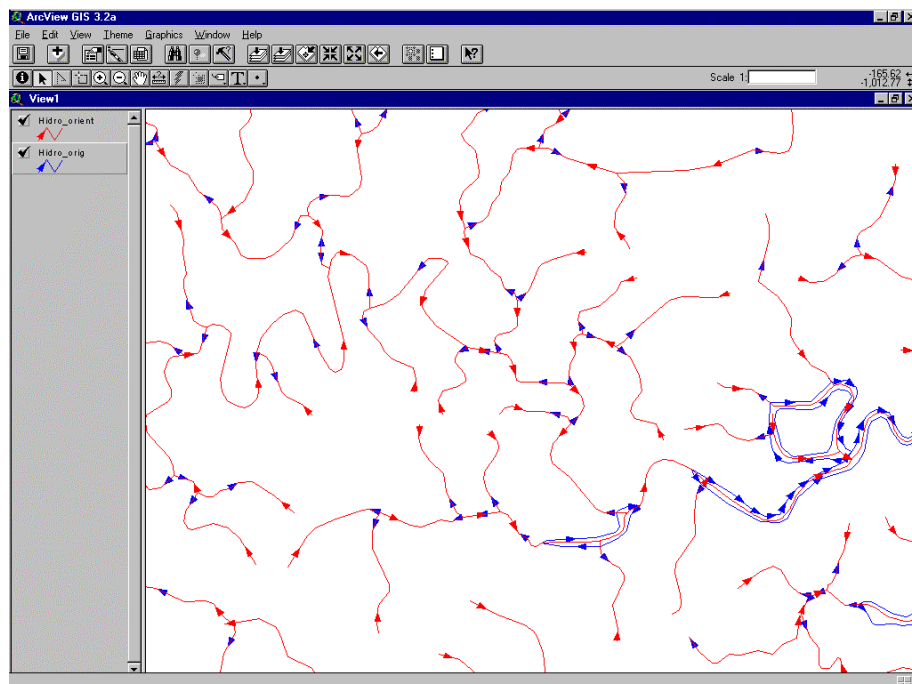 ArcView GIS 3.2a
File Edit View Theme Graphics Window Help
Scale 1:
-165.62
-1,012.77
View1
Hidro_orient
Hidro_orig